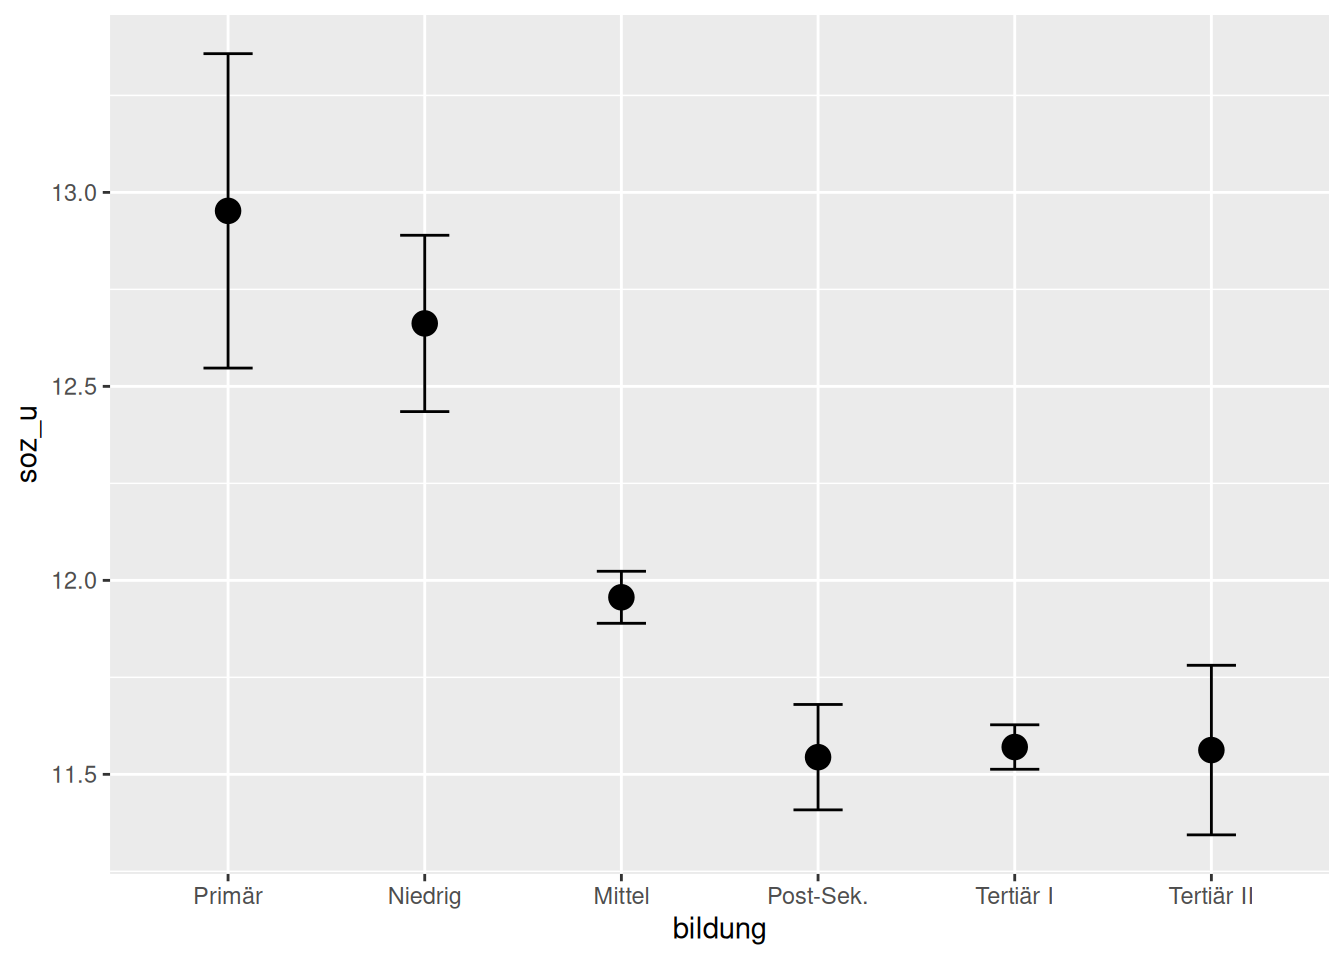 soz_u
13.0
12.5
12.0
11.5
Primär Niedrig Mittel Post-Sek. Tertiär I Tertiär II
bildung